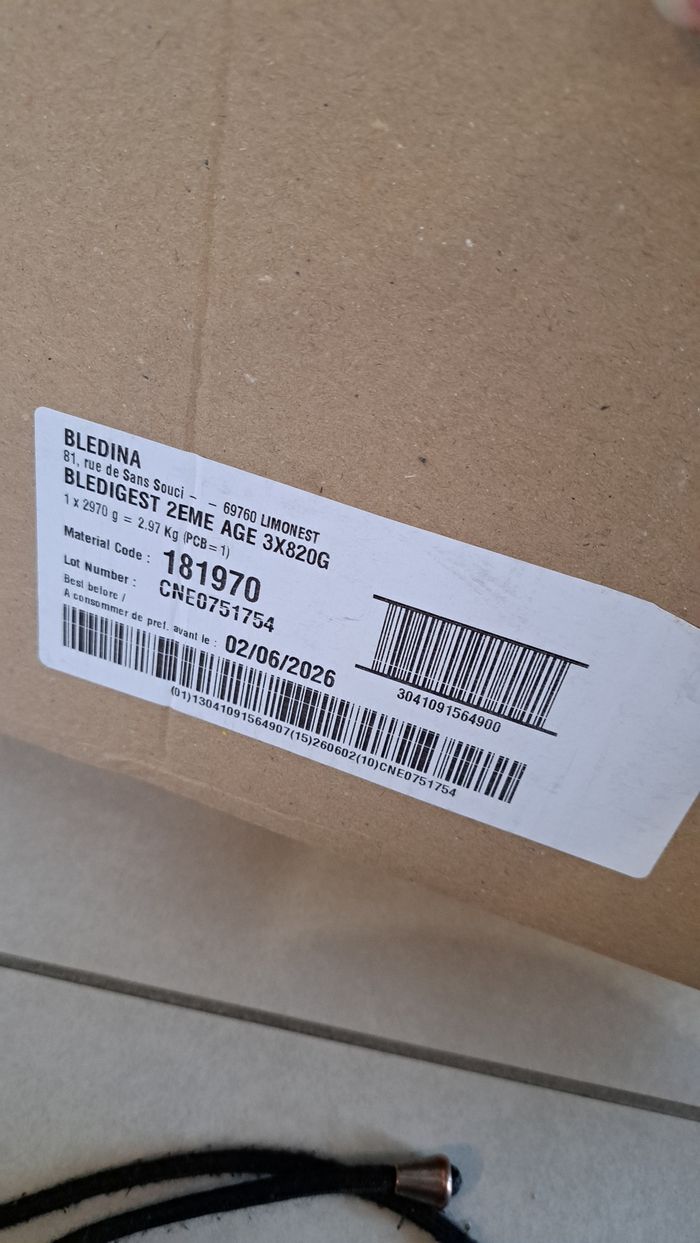 BLEDINA
81, rue de Sans Souci - - 69760 LIMONEST
BLEDIGEST 2EME AGE 3X820G
1 x 2970 g = 2.97 Kg (PCB=1)
Material Code : 181970
Lot Number : CNE0751754
Best before /
A consommer de pref. avant le : 02/06/2026
3041091564900
(01)13041091564907(15)260602(10)CNE0751754